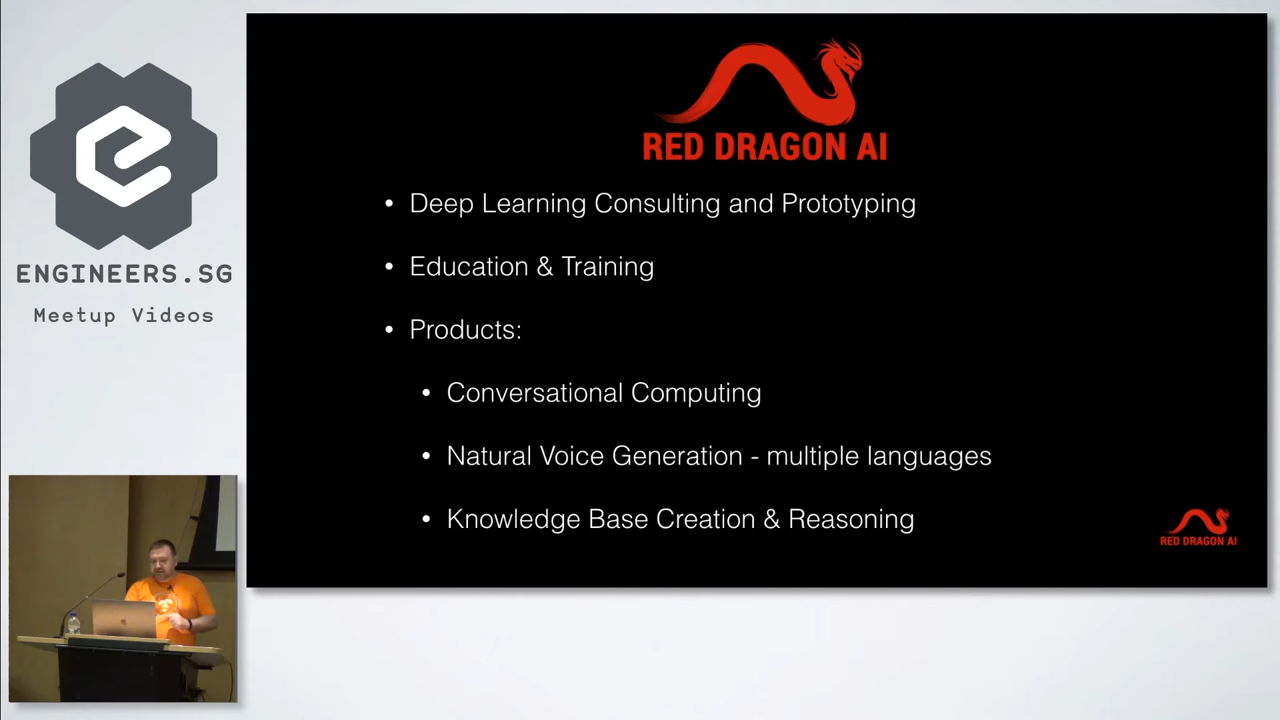 ENGINEERS.SG
Meetup Videos
RED DRAGON AI
• Deep Learning Consulting and Prototyping
• Education & Training
• Products:
• Conversational Computing
• Natural Voice Generation - multiple languages
• Knowledge Base Creation & Reasoning
RED DRAGON AI